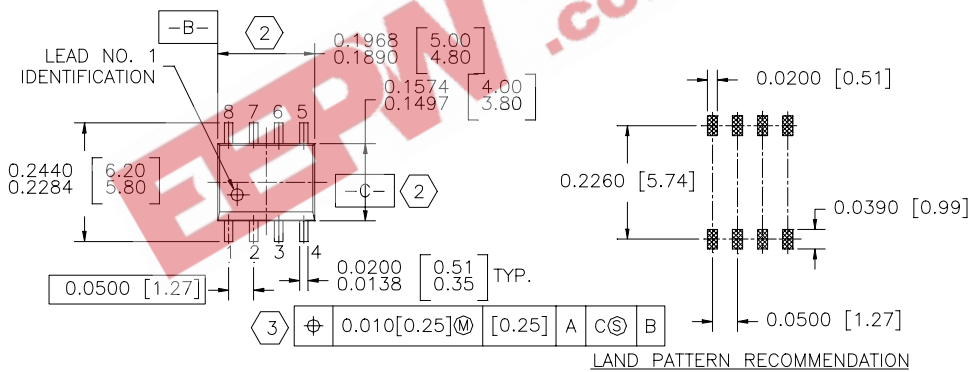 -B-
2
0.1968 [5.00]
0.1890 [4.80]
LEAD NO. 1
IDENTIFICATION
0.1574 [4.00]
0.1497 [3.80]
0.0200 [0.51]
8 7 6 5
0.2440 [6.20]
0.2284 [5.80]
-C-
2
0.2260 [5.74]
0.0390 [0.99]
1 2 3 4
0.0200 [0.51]
0.0138 [0.35] TYP.
0.0500 [1.27]
3
⌖ 0.010[0.25]Ⓜ [0.25] A CⓈ B
0.0500 [1.27]
LAND PATTERN RECOMMENDATION
EEPW.co